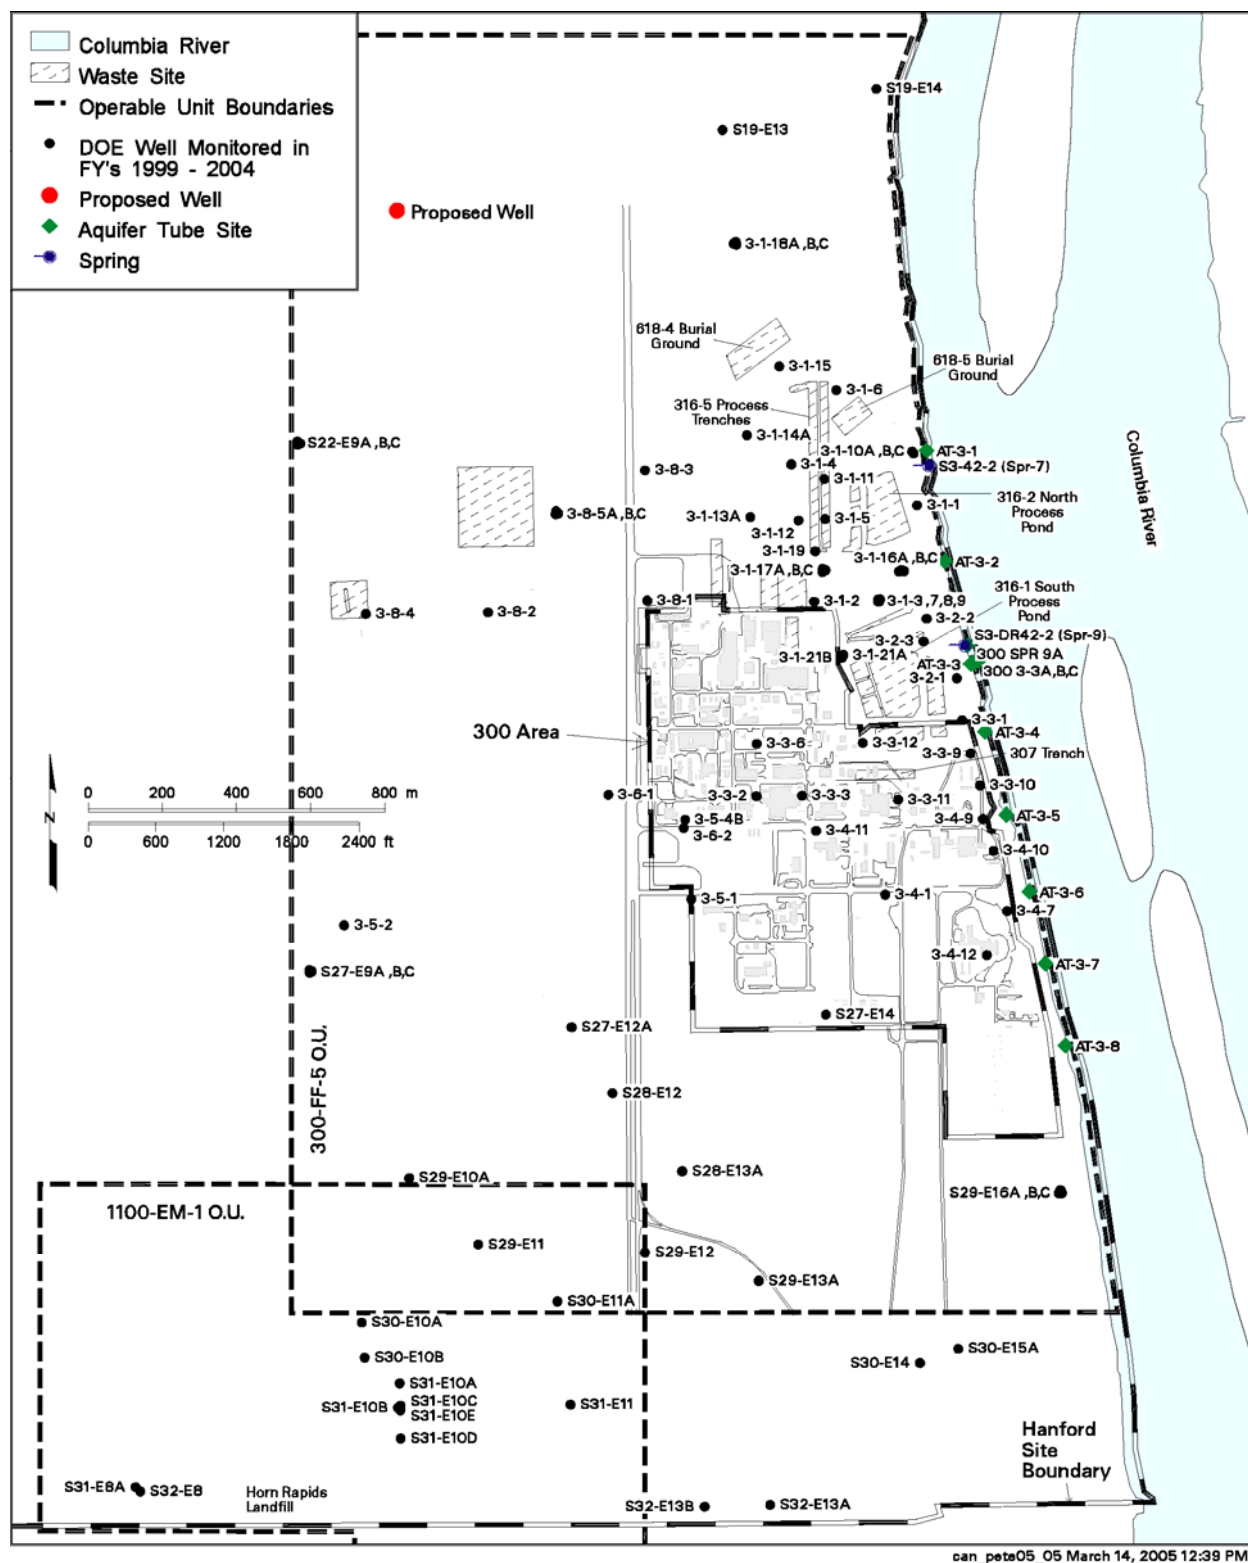 Columbia River
Waste Site
Operable Unit Boundaries
DOE Well Monitored in
FY's 1999 - 2004
Proposed Well
Aquifer Tube Site
Spring
S19-E14
S19-E13
Proposed Well
3-1-18A ,B,C
618-4 Burial
Ground
3-1-15
618-5 Burial
Ground
3-1-6
316-5 Process
Trenches
3-1-14A
3-1-10A ,B,C
AT-3-1
S22-E9A ,B,C
3-8-3
3-1-4
S3-42-2 (Spr-7)
3-1-11
316-2 North
Process
Pond
3-1-1
3-8-5A ,B,C
3-1-13A
3-1-12
3-1-5
3-1-19
3-1-16A ,B,C
AT-3-2
3-1-17A ,B,C
316-1 South
Process
Pond
3-8-1
3-1-2
3-1-3 ,7,8,9
3-8-4
3-8-2
3-2-2
3-2-3
S3-DR42-2 (Spr-9)
3-1-21B
3-1-21A
300 SPR 9A
AT-3-3
300 3-3A,B,C
3-2-1
3-3-1
300 Area
AT-3-4
3-3-6
3-3-12
3-3-9
307 Trench
3-3-10
3-6-1
3-3-2
3-3-3
3-3-11
3-5-4B
3-4-9
AT-3-5
3-6-2
3-4-11
3-4-10
N
0 200 400 600 800 m
0 600 1200 1800 2400 ft
3-5-1
3-4-1
AT-3-6
3-4-7
3-5-2
3-4-12
AT-3-7
S27-E9A ,B,C
S27-E14
S27-E12A
AT-3-8
300-FF-5 O.U.
S28-E12
S28-E13A
S29-E10A
S29-E16A ,B,C
1100-EM-1 O.U.
S29-E11
S29-E12
S29-E13A
S30-E11A
S30-E10A
S30-E15A
S30-E10B
S30-E14
S31-E10A
S31-E10C
S31-E10B
S31-E10E
S31-E11
S31-E10D
Hanford
Site
Boundary
S31-E8A
S32-E8
Horn Rapids
Landfill
S32-E13B
S32-E13A
Columbia River
can_pete05_05 March 14, 2005 12:39 PM